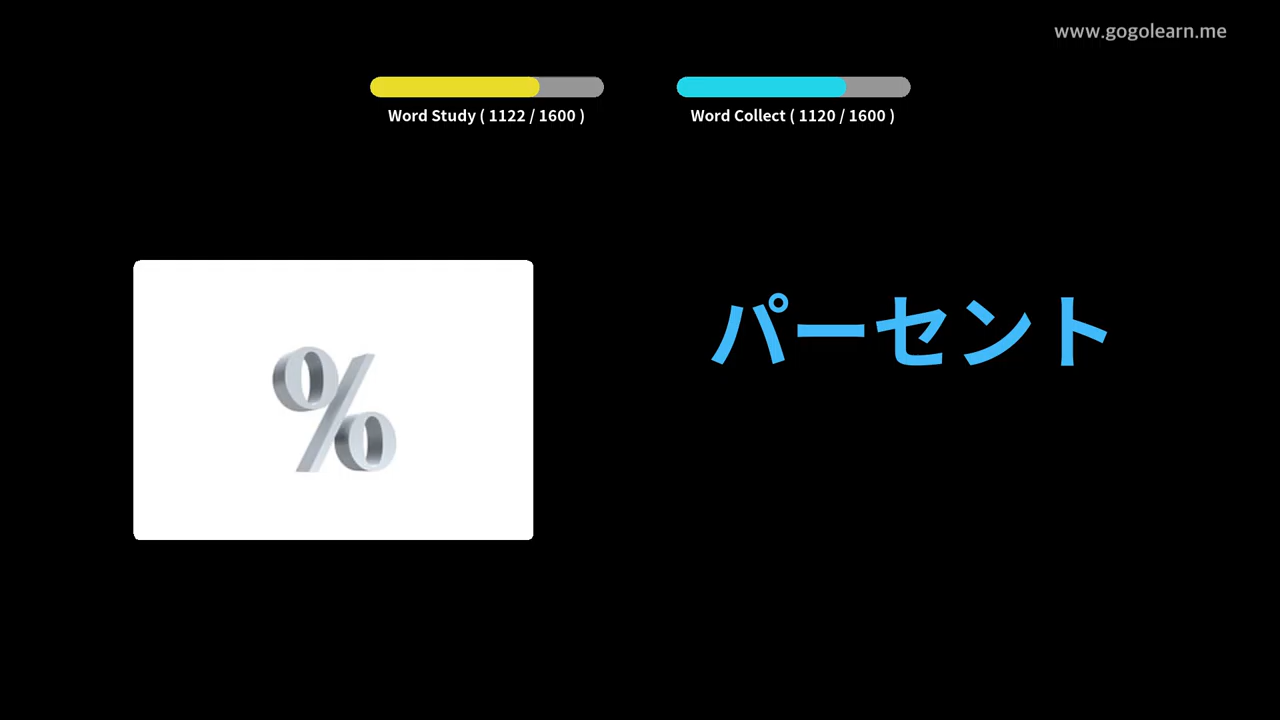 www.gogolearn.me
Word Study ( 1122 / 1600 )
Word Collect ( 1120 / 1600 )
%
パーセント